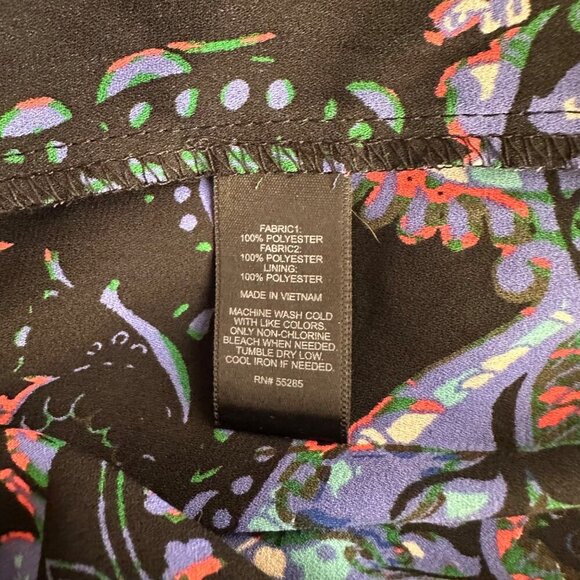 FABRIC1:
100% POLYESTER
FABRIC2:
100% POLYESTER
LINING:
100% POLYESTER
MADE IN VIETNAM
MACHINE WASH COLD
WITH LIKE COLORS.
ONLY NON-CHLORINE
BLEACH WHEN NEEDED.
TUMBLE DRY LOW.
COOL IRON IF NEEDED.
RN# 55285